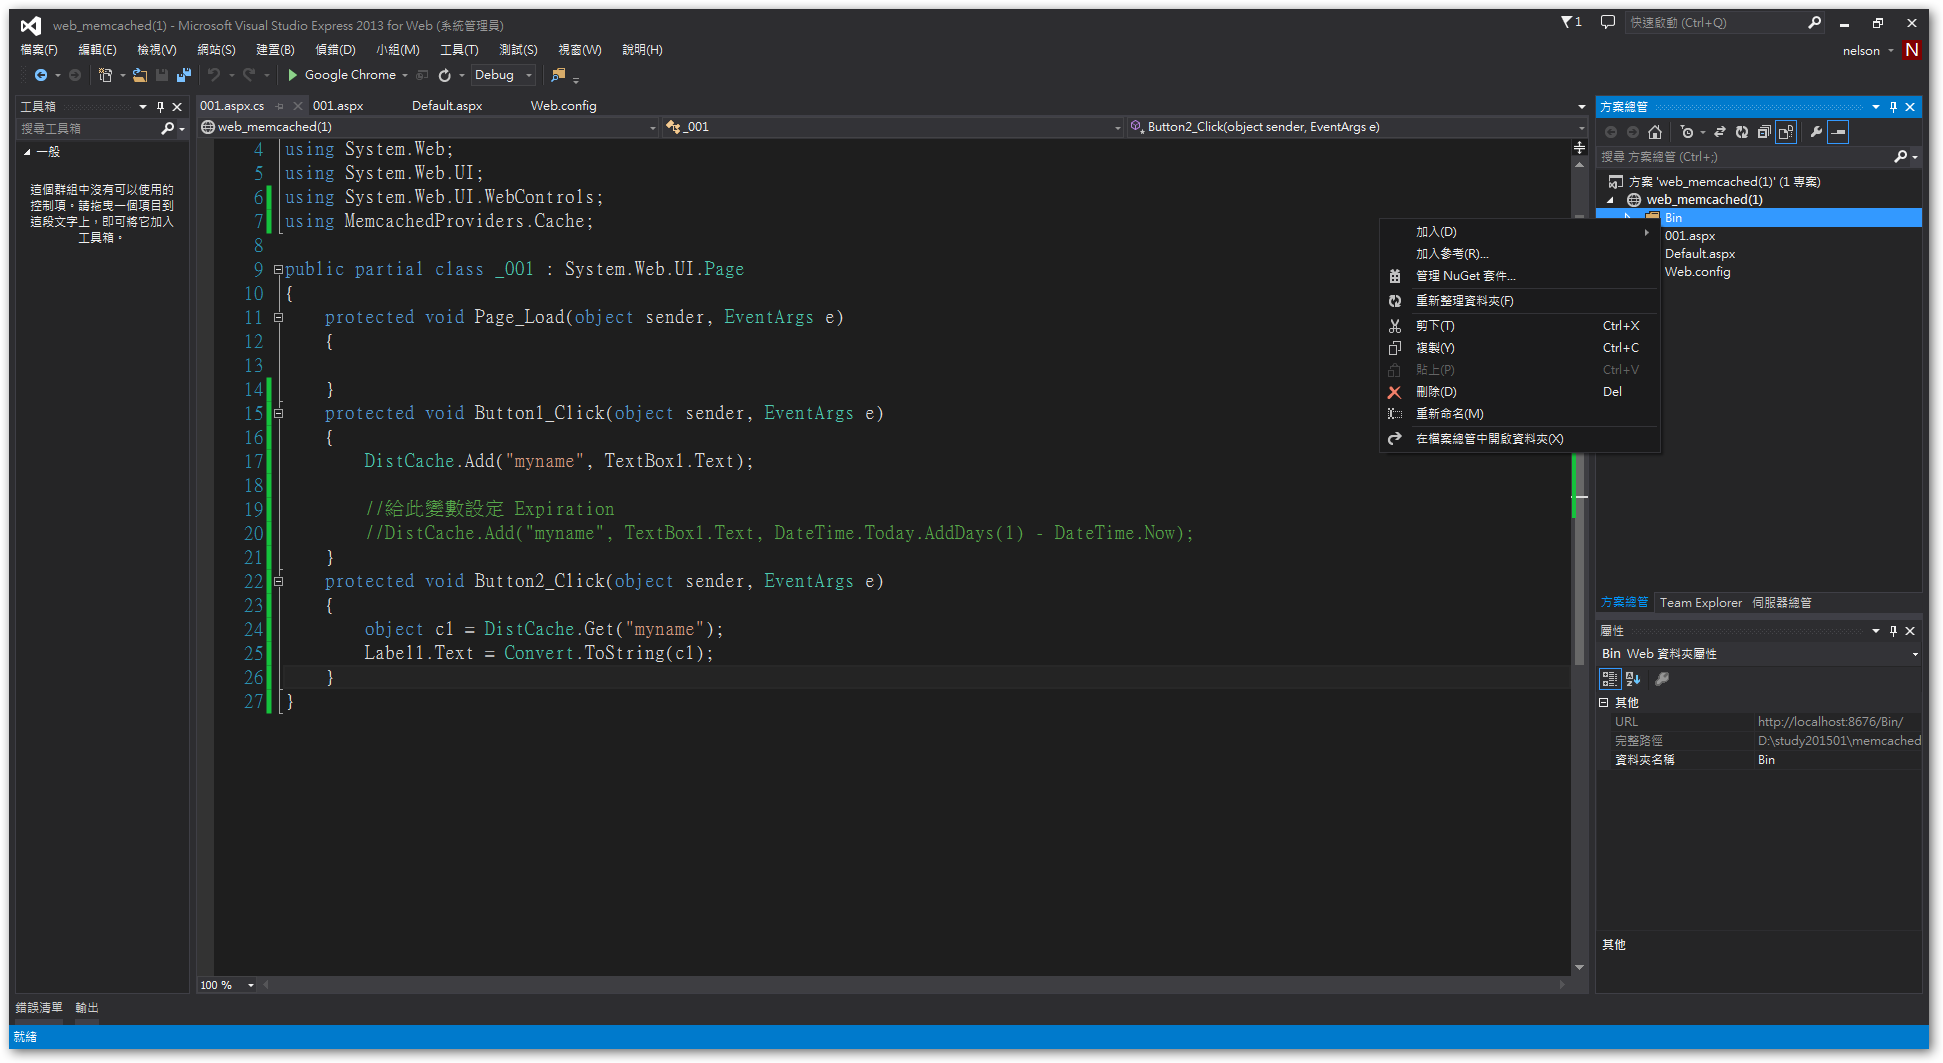 web_memcached(1) - Microsoft Visual Studio Express 2013 for Web (系統管理員)
1
快速啟動 (Ctrl+Q)
檔案(F) 編輯(E) 檢視(V) 網站(S) 建置(B) 偵錯(D) 小組(M) 工具(T) 測試(S) 視窗(W) 說明(H)
nelson N
Google Chrome Debug
工具箱
搜尋工具箱
一般
這個群組中沒有可以使用的
控制項。請拖曳一個項目到
這段文字上，即可將它加入
工具箱。
001.aspx.cs 001.aspx Default.aspx Web.config
web_memcached(1) _001 Button2_Click(object sender, EventArgs e)
4 using System.Web;
5 using System.Web.UI;
6 using System.Web.UI.WebControls;
7 using MemcachedProviders.Cache;
8
9 public partial class _001 : System.Web.UI.Page
10 {
11 protected void Page_Load(object sender, EventArgs e)
12 {
13
14 }
15 protected void Button1_Click(object sender, EventArgs e)
16 {
17 DistCache.Add("myname", TextBox1.Text);
18
19 //給此變數設定 Expiration
20 //DistCache.Add("myname", TextBox1.Text, DateTime.Today.AddDays(1) - DateTime.Now);
21 }
22 protected void Button2_Click(object sender, EventArgs e)
23 {
24 object c1 = DistCache.Get("myname");
25 Label1.Text = Convert.ToString(c1);
26 }
27 }
100 %
加入(D)
加入參考(R)...
管理 NuGet 套件...
重新整理資料夾(F)
剪下(T) Ctrl+X
複製(Y) Ctrl+C
貼上(P) Ctrl+V
刪除(D) Del
重新命名(M)
在檔案總管中開啟資料夾(X)
方案總管
搜尋 方案總管 (Ctrl+;)
方案 'web_memcached(1)' (1 專案)
web_memcached(1)
Bin
001.aspx
Default.aspx
Web.config
方案總管 Team Explorer 伺服器總管
屬性
Bin Web 資料夾屬性
其他
URL http://localhost:8676/Bin/
完整路徑 D:\study201501\memcached
資料夾名稱 Bin
其他
錯誤清單 輸出
就緒